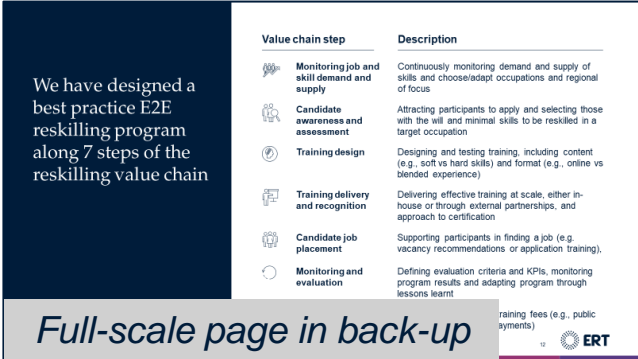 We have designed a
best practice E2E
reskilling program
along 7 steps of the
reskilling value chain
Value chain step
Description
Monitoring job and
skill demand and
supply
Continuously monitoring demand and supply of
skills and choose/adapt occupations and regional
of focus
Candidate
awareness and
assessment
Attracting participants to apply and selecting those
with the will and minimal skills to be reskilled in a
target occupation
Training design
Designing and testing training, including content
(e.g., soft vs hard skills) and format (e.g., online vs
blended experience)
Training delivery
and recognition
Delivering effective training at scale, either in-
house or through external partnerships, and
approach to certification
Candidate job
placement
Supporting participants in finding a job (e.g.
vacancy recommendations or application training),
Monitoring and
evaluation
Defining evaluation criteria and KPIs, monitoring
program results and adapting program through
lessons learnt
raining fees (e.g., public
ayments)
Full-scale page in back-up
12
ERT